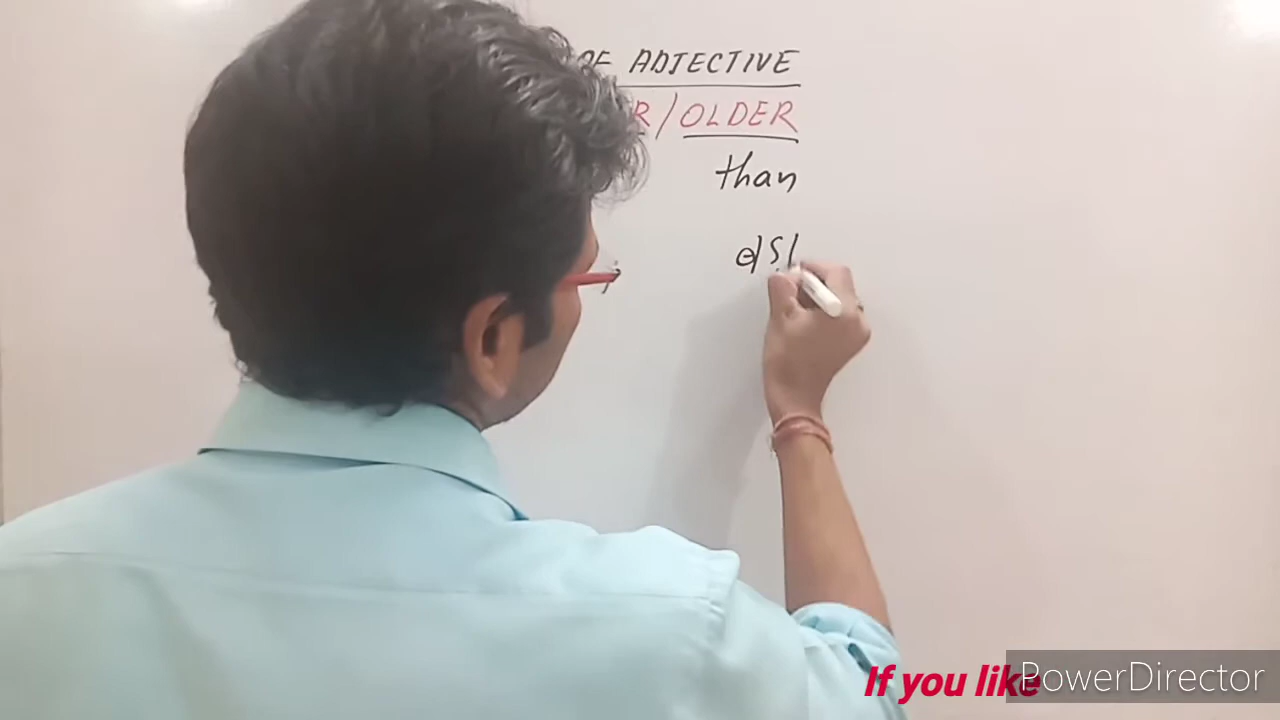 OF ADJECTIVE
R/OLDER
than
If you like
PowerDirector